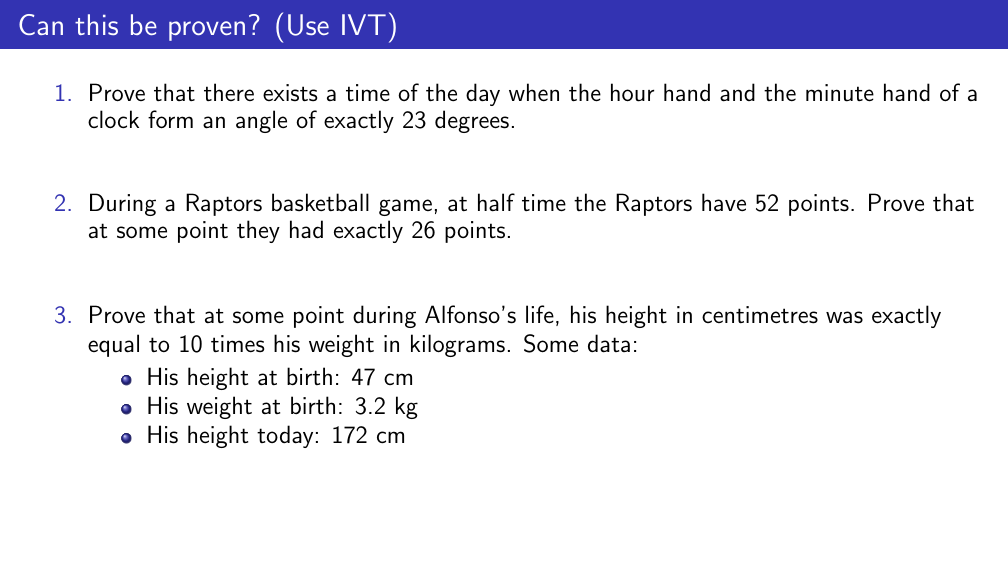 Can this be proven? (Use IVT)
1. Prove that there exists a time of the day when the hour hand and the minute hand of a
clock form an angle of exactly 23 degrees.
2. During a Raptors basketball game, at half time the Raptors have 52 points. Prove that
at some point they had exactly 26 points.
3. Prove that at some point during Alfonso's life, his height in centimetres was exactly
equal to 10 times his weight in kilograms. Some data:
His height at birth: 47 cm
His weight at birth: 3.2 kg
His height today: 172 cm